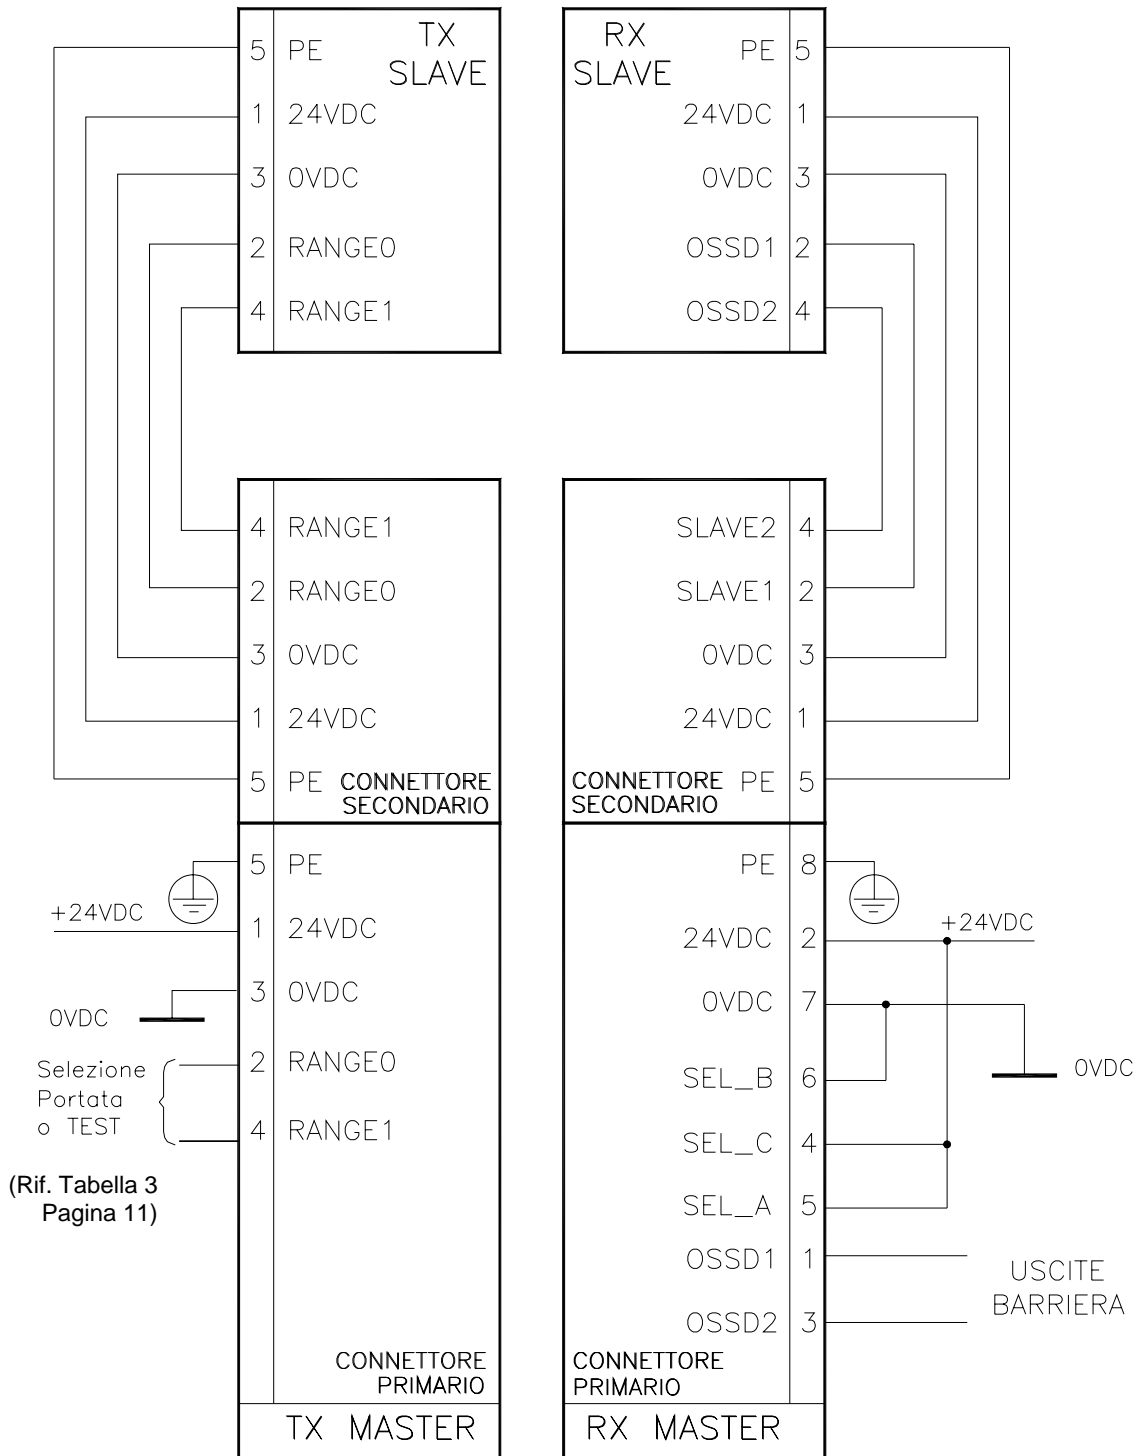 TX
SLAVE
5 PE
1 24VDC
3 0VDC
2 RANGE0
4 RANGE1
RX
SLAVE
PE 5
24VDC 1
0VDC 3
OSSD1 2
OSSD2 4
4 RANGE1
2 RANGE0
3 0VDC
1 24VDC
5 PE
CONNETTORE
SECONDARIO
SLAVE2 4
SLAVE1 2
0VDC 3
24VDC 1
PE 5
CONNETTORE
SECONDARIO
5 PE
+24VDC
1 24VDC
3 0VDC
0VDC
2 RANGE0
4 RANGE1
Selezione
Portata
o TEST
(Rif. Tabella 3
Pagina 11)
CONNETTORE
PRIMARIO
TX MASTER
PE 8
24VDC 2
+24VDC
0VDC 7
0VDC
SEL_B 6
SEL_C 4
SEL_A 5
OSSD1 1
OSSD2 3
USCITE
BARRIERA
CONNETTORE
PRIMARIO
RX MASTER